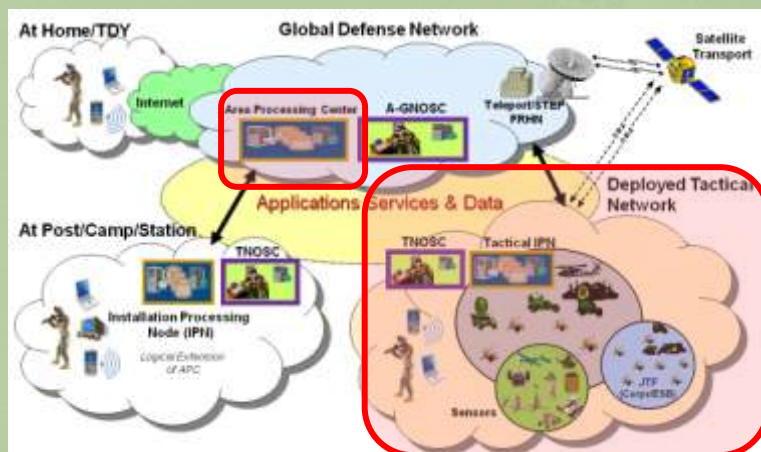 At Home/TDY
Global Defense Network
Satellite
Transport
Internet
Area Processing Center
A-GNOSC
Teleport/STEP
FRHN
Applications Services & Data
Deployed Tactical
Network
At Post/Camp/Station
TNOSC
TNOSC
Tactical IPN
Installation Processing
Node (IPN)
Logical Extension
of APC
Sensors
JTF
(Corps/ESB)